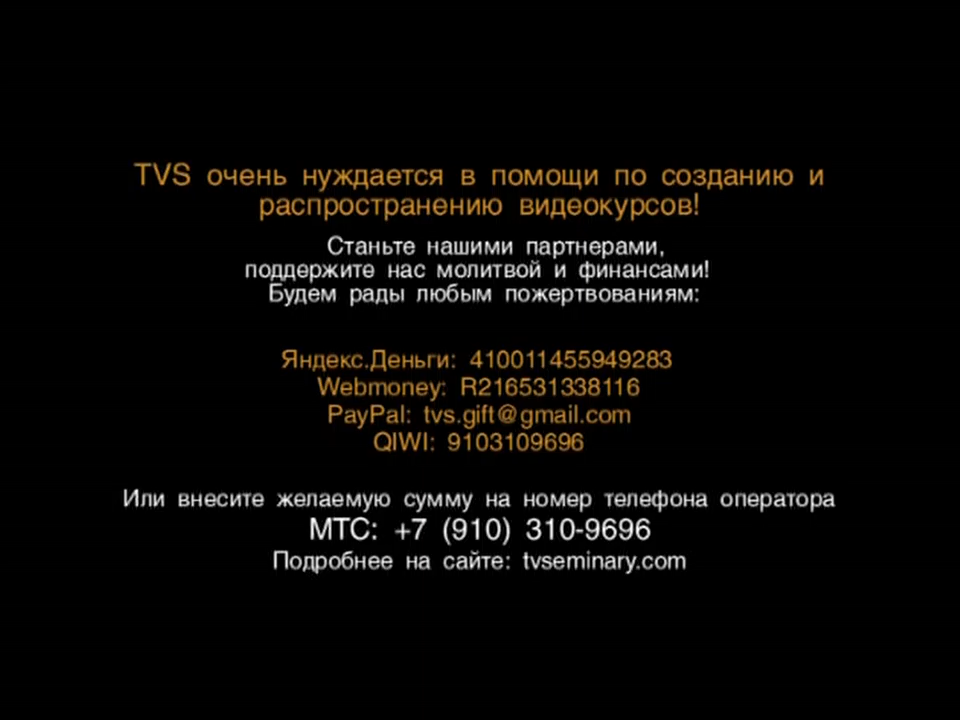 TVS очень нуждается в помощи по созданию и
распространению видеокурсов!
Станьте нашими партнерами,
поддержите нас молитвой и финансами!
Будем рады любым пожертвованиям:
Яндекс.Деньги: 410011455949283
Webmoney: R216531338116
PayPal: tvs.gift@gmail.com
QIWI: 9103109696
Или внесите желаемую сумму на номер телефона оператора
МТС: +7 (910) 310-9696
Подробнее на сайте: tvseminary.com